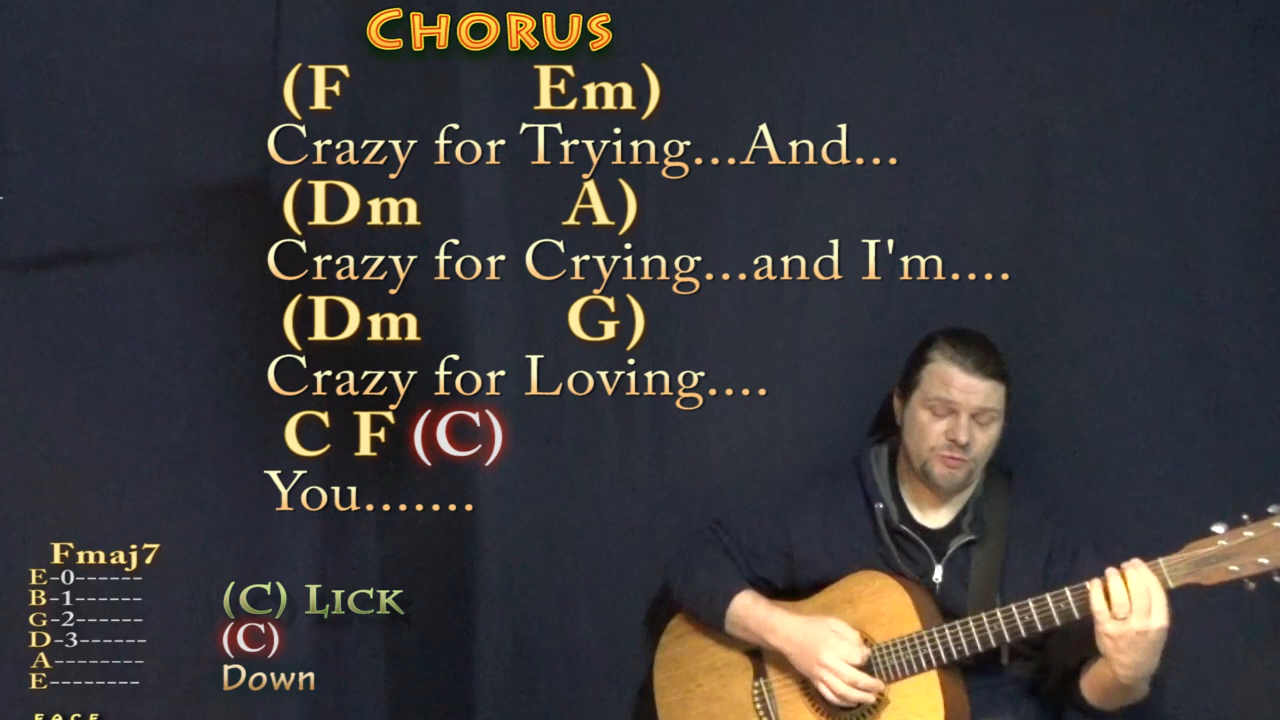 CHORUS
(F Em)
Crazy for Trying...And...
(Dm A)
Crazy for Crying...and I'm....
(Dm G)
Crazy for Loving....
C F (C)
You.......
Fmaj7
E-0------
B-1------
G-2------
D-3------
A--------
E--------
(C) LICK
(C)
Down
FACE